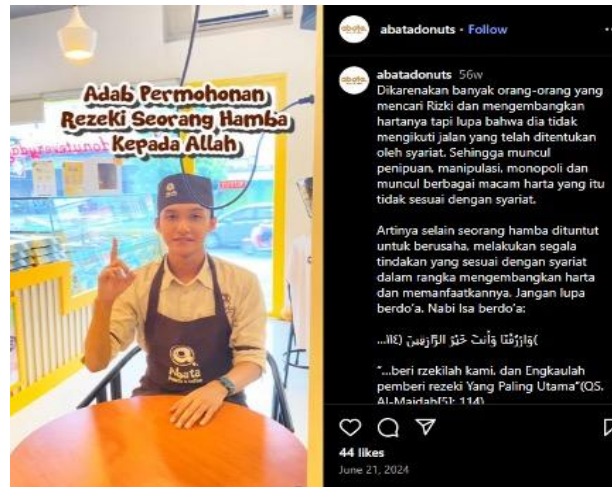 Adab Permohonan
Rezeki Seorang Hamba
Kepada Allah
a.
Abata
abata.
abatadonuts · Follow
abata.
abatadonuts 56w
Dikarenakan banyak orang-orang yang
mencari Rizki dan mengembangkan
hartanya tapi lupa bahwa dia tidak
mengikuti jalan yang telah ditentukan
oleh syariat. Sehingga muncul
penipuan, manipulasi, monopoli dan
muncul berbagai macam harta yang itu
tidak sesuai dengan syariat.
Artinya selain seorang hamba dituntut
untuk berusaha, melakukan segala
tindakan yang sesuai dengan syariat
dalam rangka mengembangkan harta
dan memanfaatkannya. Jangan lupa
berdo'a. Nabi Isa berdo'a:
...وَارْزُقْنَا وَأَنتَ خَيْرُ الرَّازِقِينَ (١١٤)
"...beri rzekilah kami, dan Engkaulah
pemberi rezeki Yang Paling Utama"(QS.
Al-Maidah[5]: 114)
44 likes
June 21, 2024